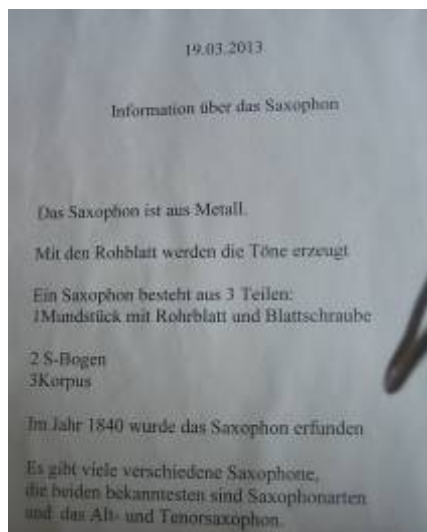 19.03.2013.
Information über das Saxophon
Das Saxophon ist aus Metall.
Mit den Rohblatt werden die Töne erzeugt
Ein Saxophon besteht aus 3 Teilen:
1Mundstück mit Rohrblatt und Blattschraube
2 S-Bogen
3Korpus
Im Jahr 1840 wurde das Saxophon erfunden
Es gibt viele verschiedene Saxophone,
die beiden bekanntesten sind Saxophonarten
und das Alt- und Tenorsaxophon.